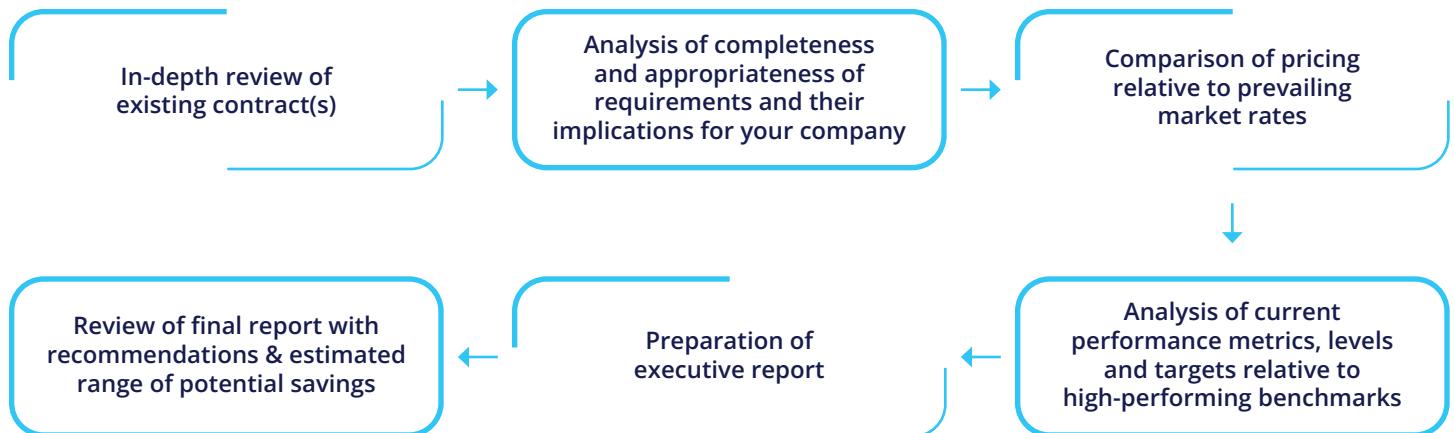 In-depth review of
existing contract(s)
Analysis of completeness
and appropriateness of
requirements and their
implications for your company
Comparison of pricing
relative to prevailing
market rates
Analysis of current
performance metrics, levels
and targets relative to
high-performing benchmarks
Preparation of
executive report
Review of final report with
recommendations & estimated
range of potential savings